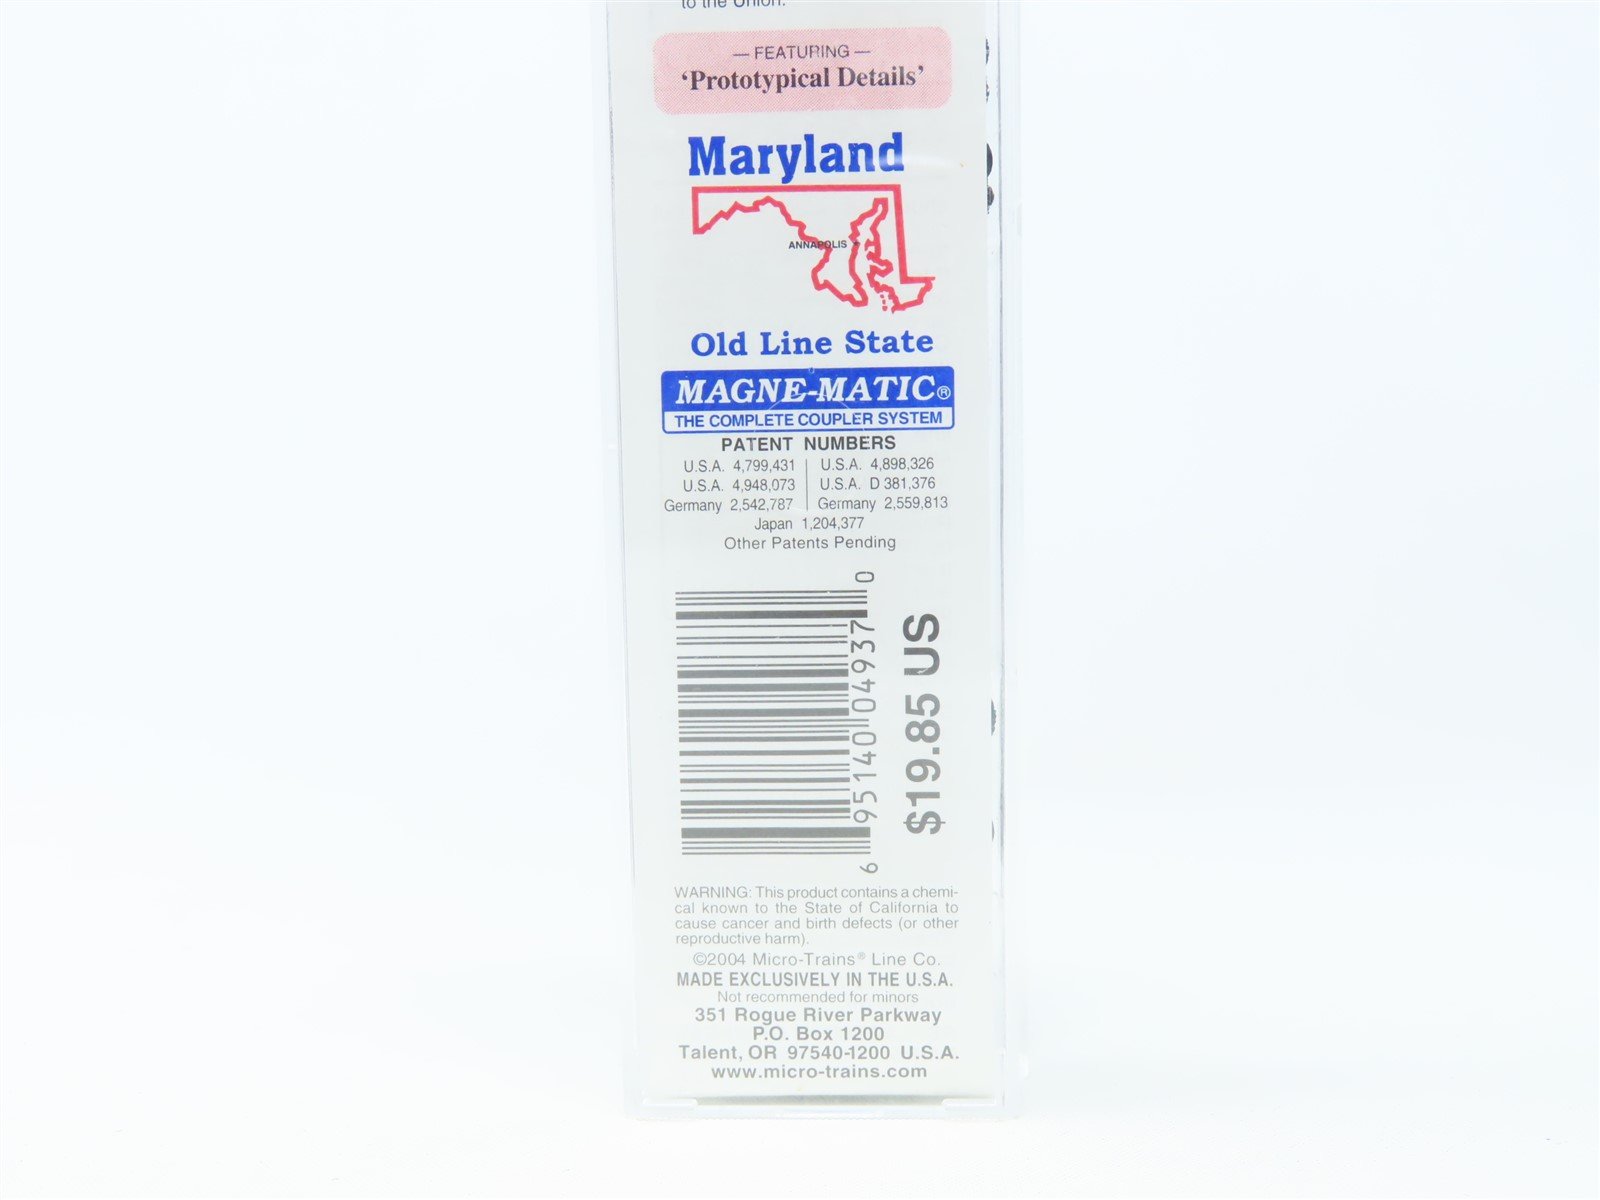 to the Union.
— FEATURING —
‘Prototypical Details’
Maryland
ANNAPOLIS
Old Line State
MAGNE-MATIC®
THE COMPLETE COUPLER SYSTEM
PATENT NUMBERS
U.S.A. 4,799,431 | U.S.A. 4,898,326
U.S.A. 4,948,073 | U.S.A. D 381,376
Germany 2,542,787 | Germany 2,559,813
Japan 1,204,377
Other Patents Pending
6 95140 04937 0
$19.85 US
WARNING: This product contains a chemi-
cal known to the State of California to
cause cancer and birth defects (or other
reproductive harm).
©2004 Micro-Trains® Line Co.
MADE EXCLUSIVELY IN THE U.S.A.
Not recommended for minors
351 Rogue River Parkway
P.O. Box 1200
Talent, OR 97540-1200 U.S.A.
www.micro-trains.com